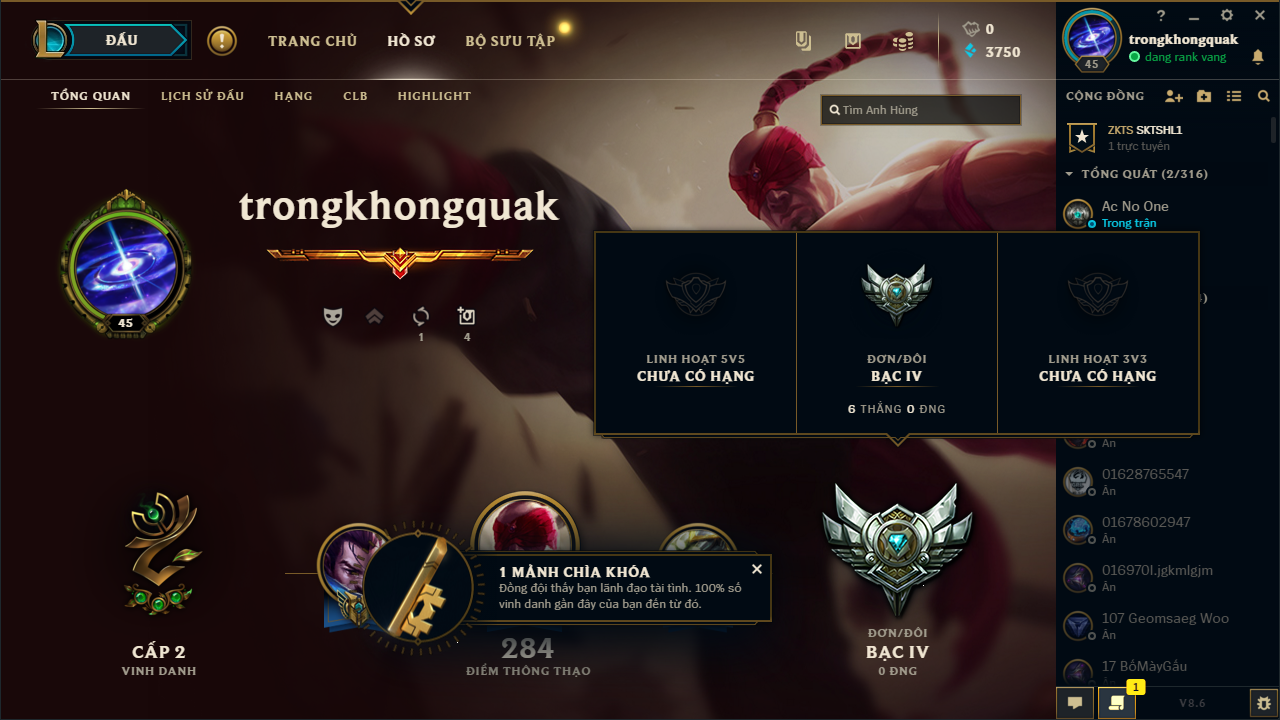 ĐẤU
TRANG CHỦ
HỒ SƠ
BỘ SƯU TẬP
0
3750
trongkhongquak
dang rank vang
45
TỔNG QUAN
LỊCH SỬ ĐẤU
HẠNG
CLB
HIGHLIGHT
Tìm Anh Hùng
CỘNG ĐỒNG
ZKTS SKTSHL1
1 trực tuyến
TỔNG QUÁT (2/316)
Ac No One
Trong trận
trongkhongquak
45
1
4
LINH HOẠT 5V5
CHƯA CÓ HẠNG
ĐƠN/ĐÔI
BẠC IV
6 THẮNG 0 ĐNG
LINH HOẠT 3V3
CHƯA CÓ HẠNG
Ẩn
01628765547
Ẩn
01678602947
Ẩn
016970l.jgkmlgjm
Ẩn
107 Geomsaeg Woo
Ẩn
17 BốMàyGấu
Ẩn
1 MẢNH CHÌA KHÓA
Đồng đội thấy bạn lãnh đạo tài tình. 100% số
vinh danh gần đây của bạn đến từ đó.
CẤP 2
VINH DANH
284
ĐIỂM THÔNG THẠO
ĐƠN/ĐÔI
BẠC IV
0 ĐNG
1
V8.6